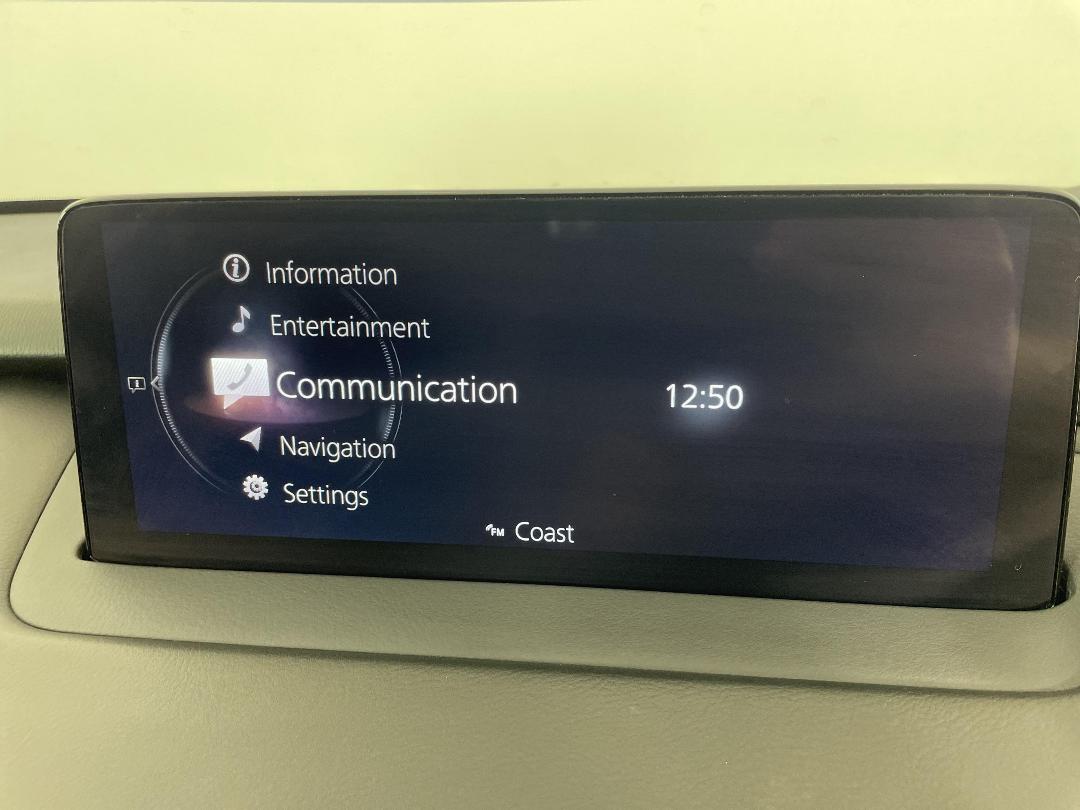 Information
Entertainment
Communication
12:50
Navigation
Settings
FM Coast